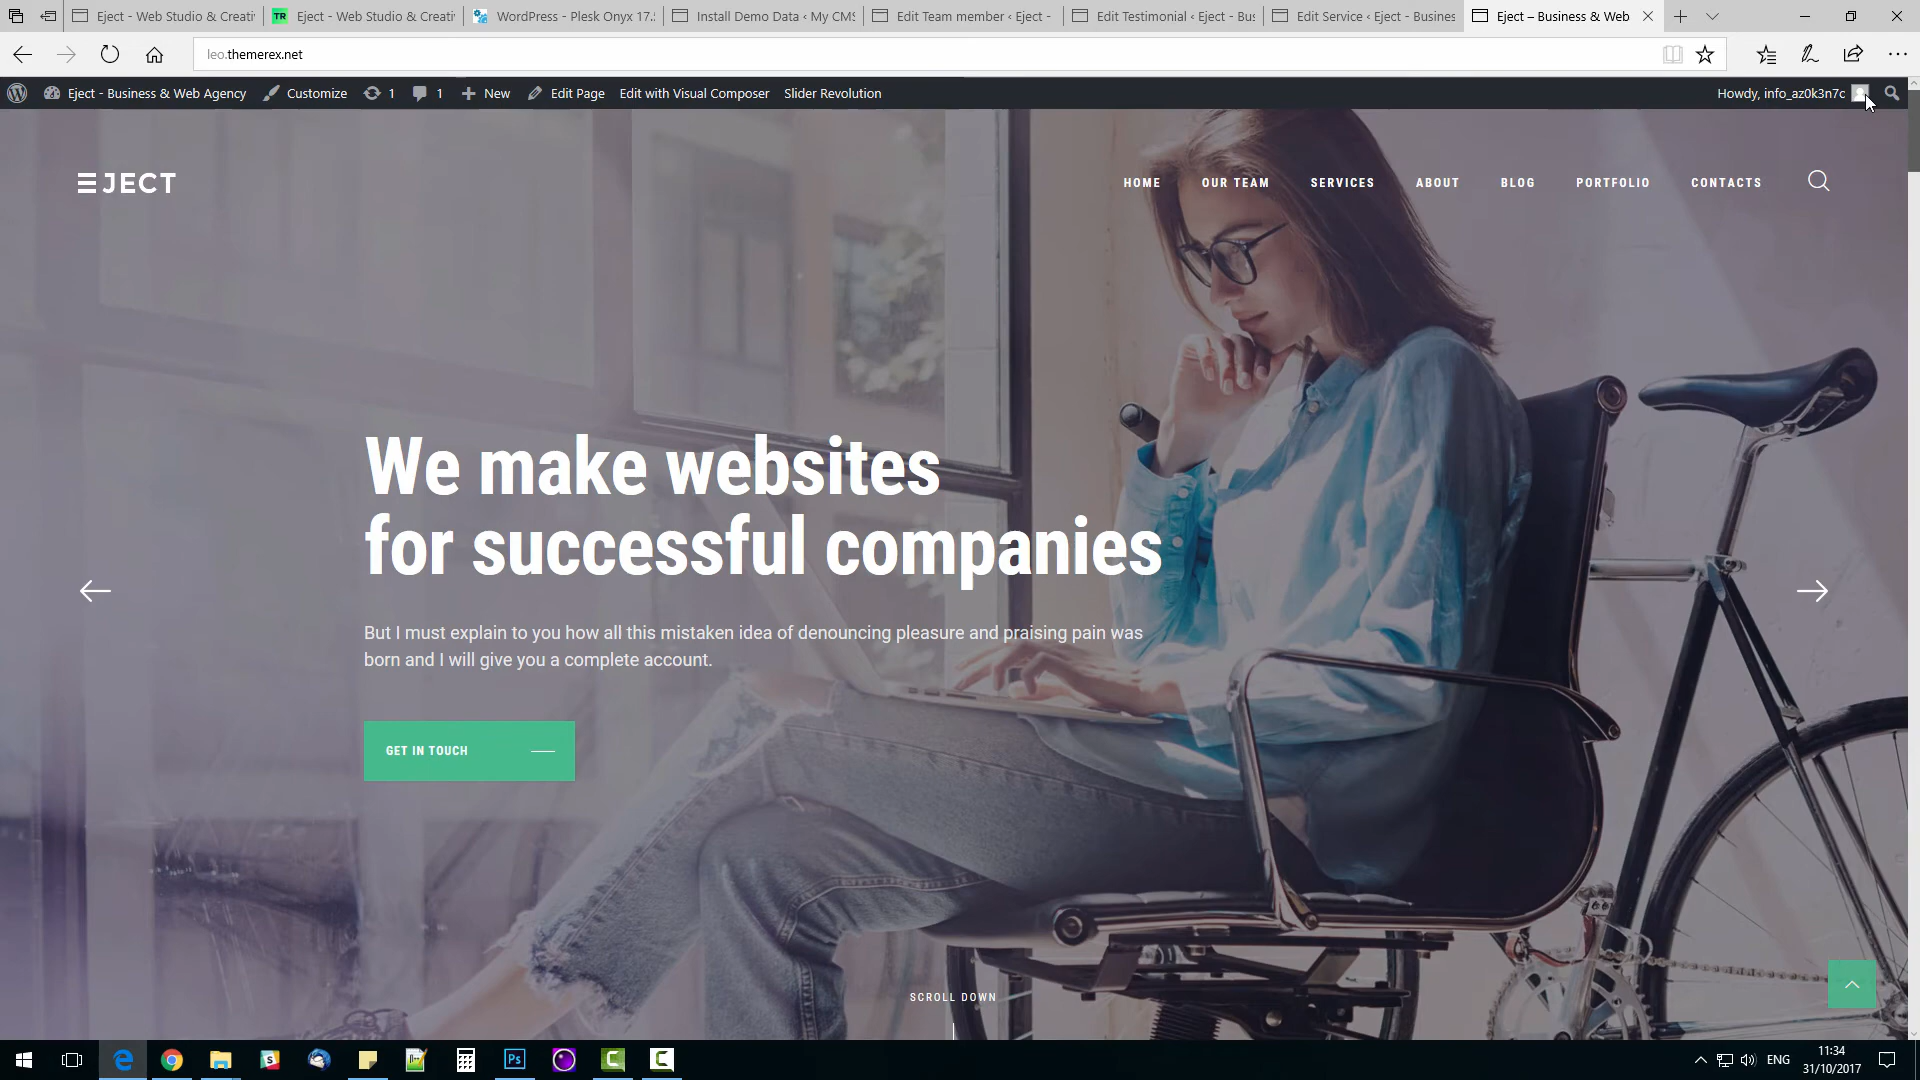 Eject - Web Studio & Creati
TR Eject - Web Studio & Creati
WordPress - Plesk Onyx 17.
Install Demo Data ‹ My CMS
Edit Team member ‹ Eject -
Edit Testimonial ‹ Eject - Bus
Edit Service ‹ Eject - Busines
Eject – Business & Web
leo.themerex.net
Eject - Business & Web Agency
Customize
1
1
New
Edit Page
Edit with Visual Composer
Slider Revolution
Howdy, info_az0k3n7c
EJECT
HOME
OUR TEAM
SERVICES
ABOUT
BLOG
PORTFOLIO
CONTACTS
We make websites
for successful companies
But I must explain to you how all this mistaken idea of denouncing pleasure and praising pain was
born and I will give you a complete account.
GET IN TOUCH
SCROLL DOWN
Ps
ENG
11:34
31/10/2017